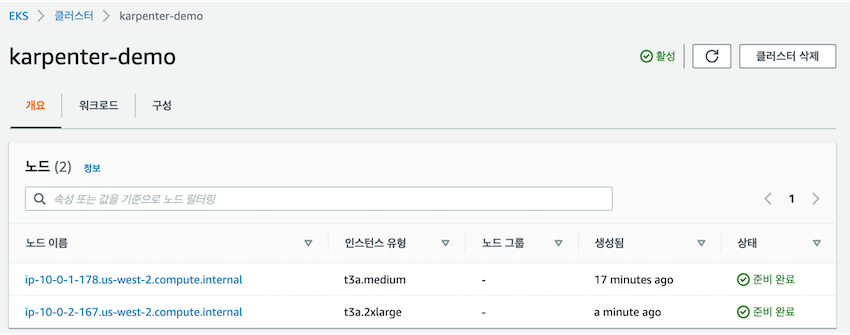 EKS > 클러스터 > karpenter-demo
karpenter-demo 활성 클러스터 삭제
개요 워크로드 구성
노드 (2) 정보
속성 또는 값을 기준으로 노드 필터링 1
노드 이름 인스턴스 유형 노드 그룹 생성됨 상태
ip-10-0-1-178.us-west-2.compute.internal t3a.medium - 17 minutes ago 준비 완료
ip-10-0-2-167.us-west-2.compute.internal t3a.2xlarge - a minute ago 준비 완료